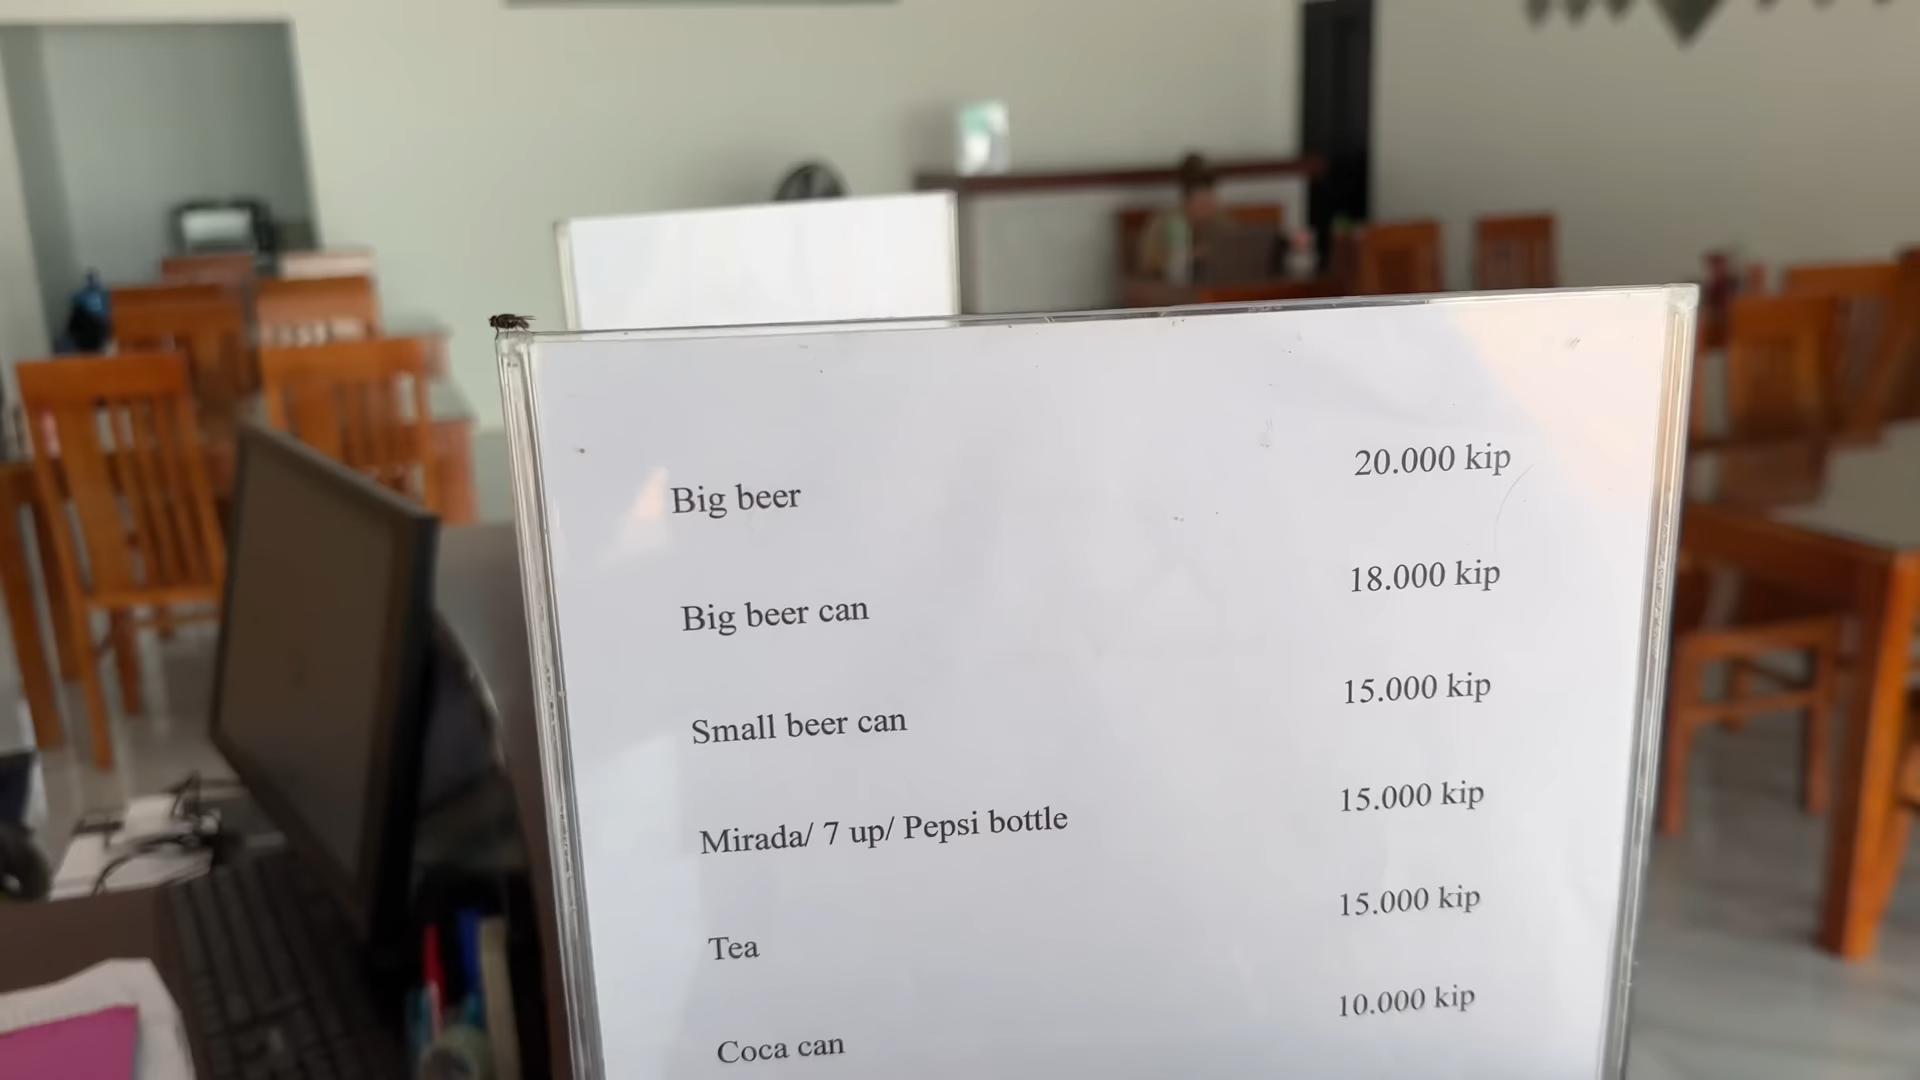 Big beer 20.000 kip
Big beer can 18.000 kip
Small beer can 15.000 kip
Mirada/ 7 up/ Pepsi bottle 15.000 kip
Tea 15.000 kip
Coca can 10.000 kip